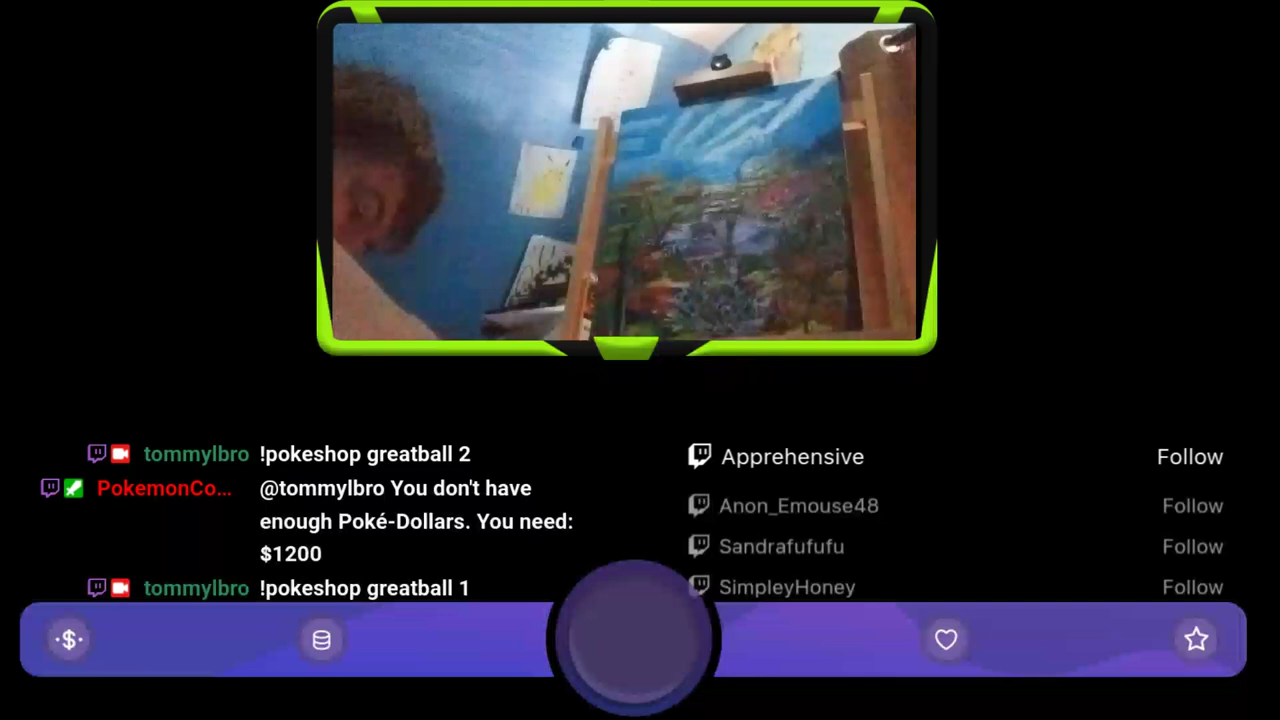 tommylbro !pokeshop greatball 2
PokemonCo... @tommylbro You don't have
enough Poké-Dollars. You need:
$1200
tommylbro !pokeshop greatball 1
Apprehensive Follow
Anon_Emouse48 Follow
Sandrafufufu Follow
SimpleyHoney Follow